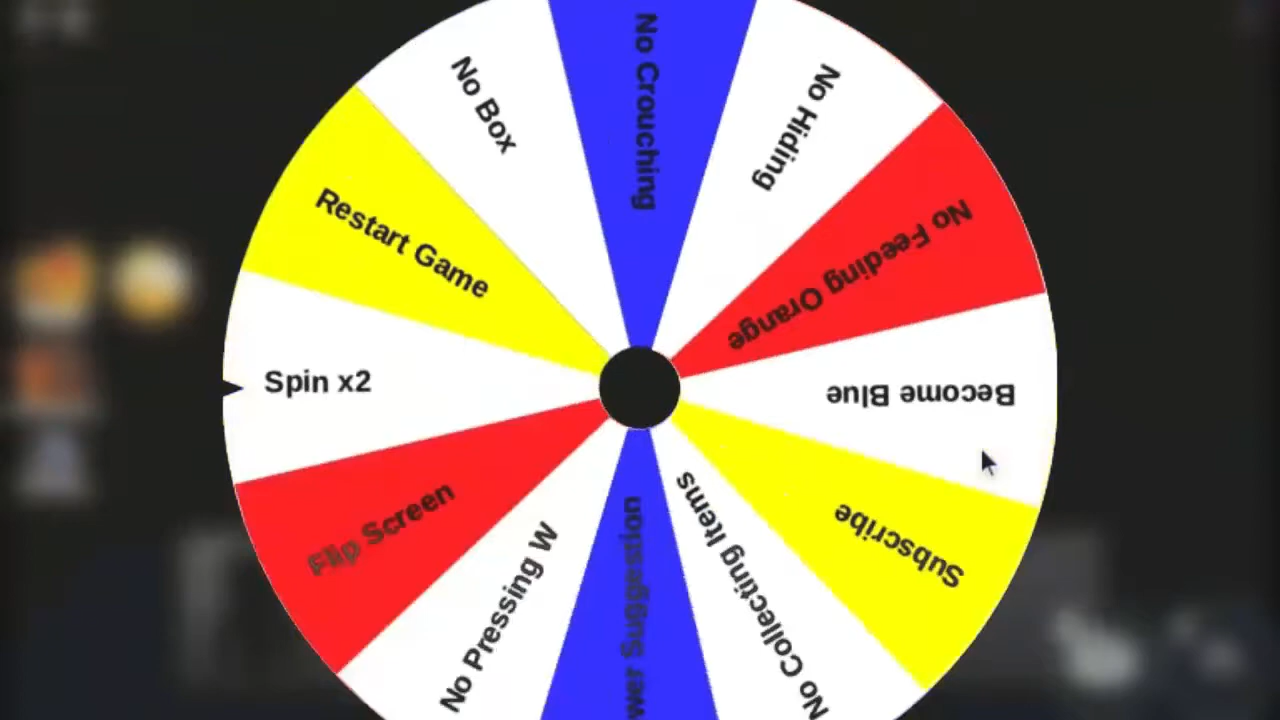 No Crouching
No Hiding
No Feeding Orange
Become Blue
Subscribe
No Collecting Items
Suggestion
No Pressing W
Flip Screen
Spin x2
Restart Game
No Box